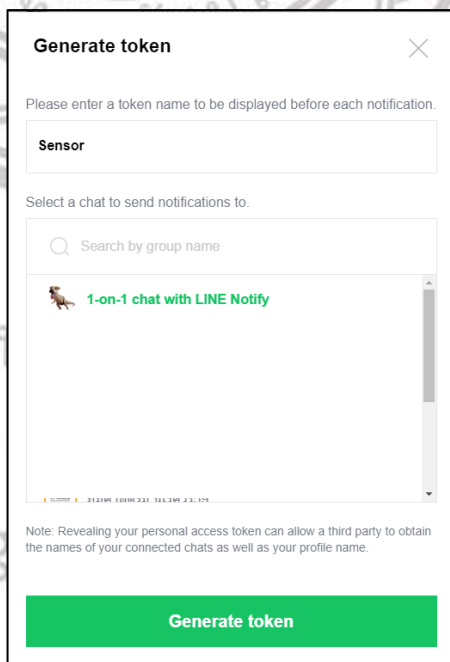 Generate token
Please enter a token name to be displayed before each notification.
Sensor
Select a chat to send notifications to.
Search by group name
1-on-1 chat with LINE Notify
Note: Revealing your personal access token can allow a third party to obtain
the names of your connected chats as well as your profile name.
Generate token